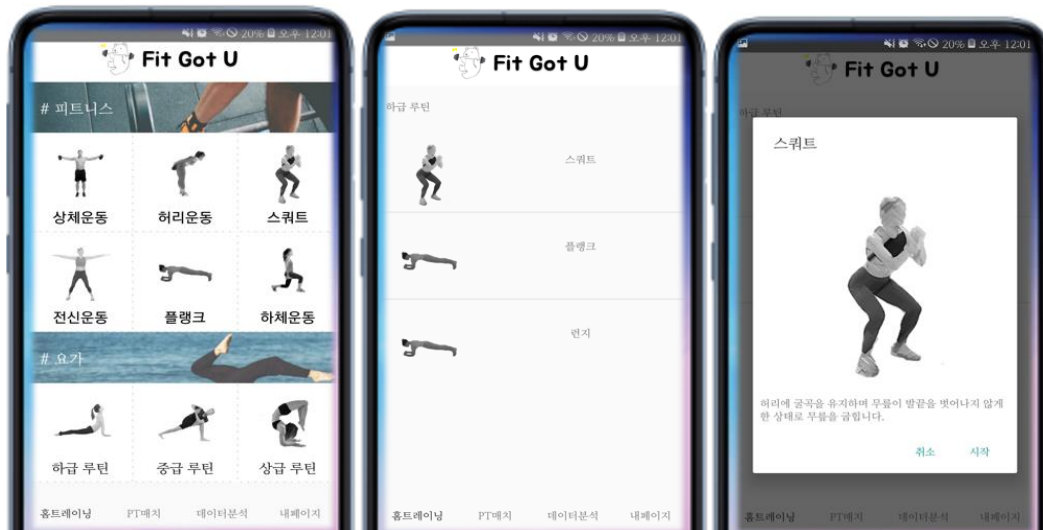 20% 오후 12:01
Fit Got U
# 피트니스
상체운동 허리운동 스쿼트
전신운동 플랭크 하체운동
# 요가
하급 루틴 중급 루틴 상급 루틴
홈트레이닝 PT매치 데이터분석 내페이지
20% 오후 12:01
Fit Got U
하급 루틴
스쿼트
플랭크
런지
홈트레이닝 PT매치 데이터분석 내페이지
20% 오후 12:01
Fit Got U
하급 루틴
스쿼트
허리에 굴곡을 유지하며 무릎이 발끝을 벗어나지 않게
한 상태로 무릎을 굽힙니다.
취소 시작
홈트레이닝 PT매치 데이터분석 내페이지